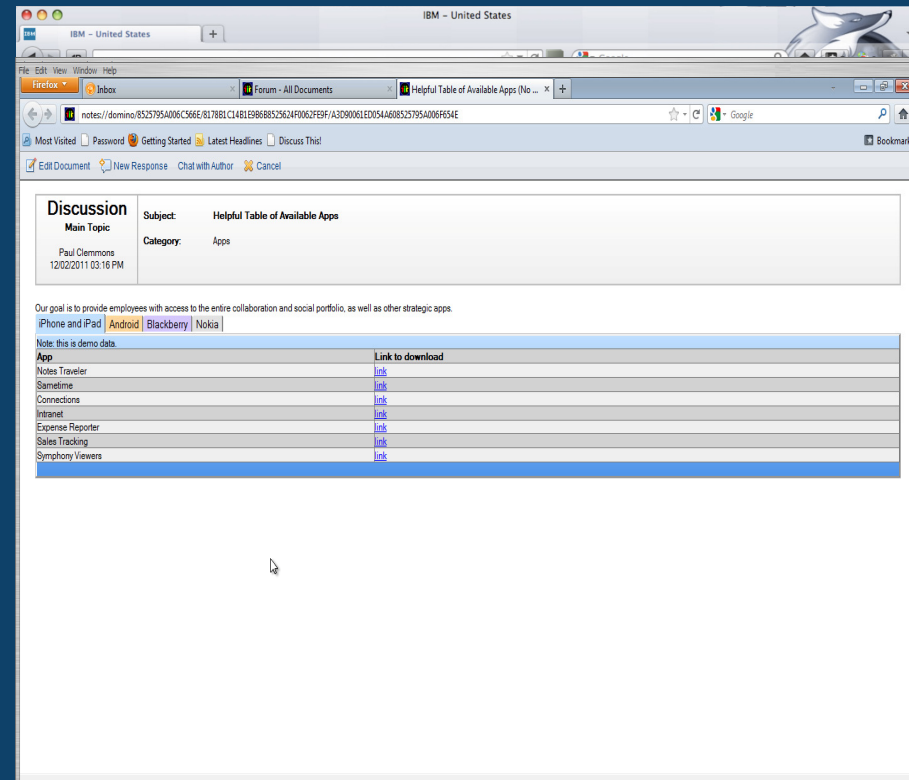 IBM – United States
IBM
IBM – United States
+
File Edit View Window Help
Firefox
Inbox
Forum - All Documents
Helpful Table of Available Apps (No ...
+
notes://domino/8525795A006C566E/8178B1C14B1E9B6B8525624F0062FE9F/A3D90061ED054A608525795A006F654E
Google
Most Visited Password Getting Started Latest Headlines Discuss This!
Bookmark
Edit Document New Response Chat with Author Cancel
Discussion
Main Topic
Paul Clemmons
12/02/2011 03:16 PM
Subject: Helpful Table of Available Apps
Category: Apps
Our goal is to provide employees with access to the entire collaboration and social portfolio, as well as other strategic apps.
iPhone and iPad Android Blackberry Nokia
Note: this is demo data.
App Link to download
Notes Traveler link
Sametime link
Connections link
Intranet link
Expense Reporter link
Sales Tracking link
Symphony Viewers link